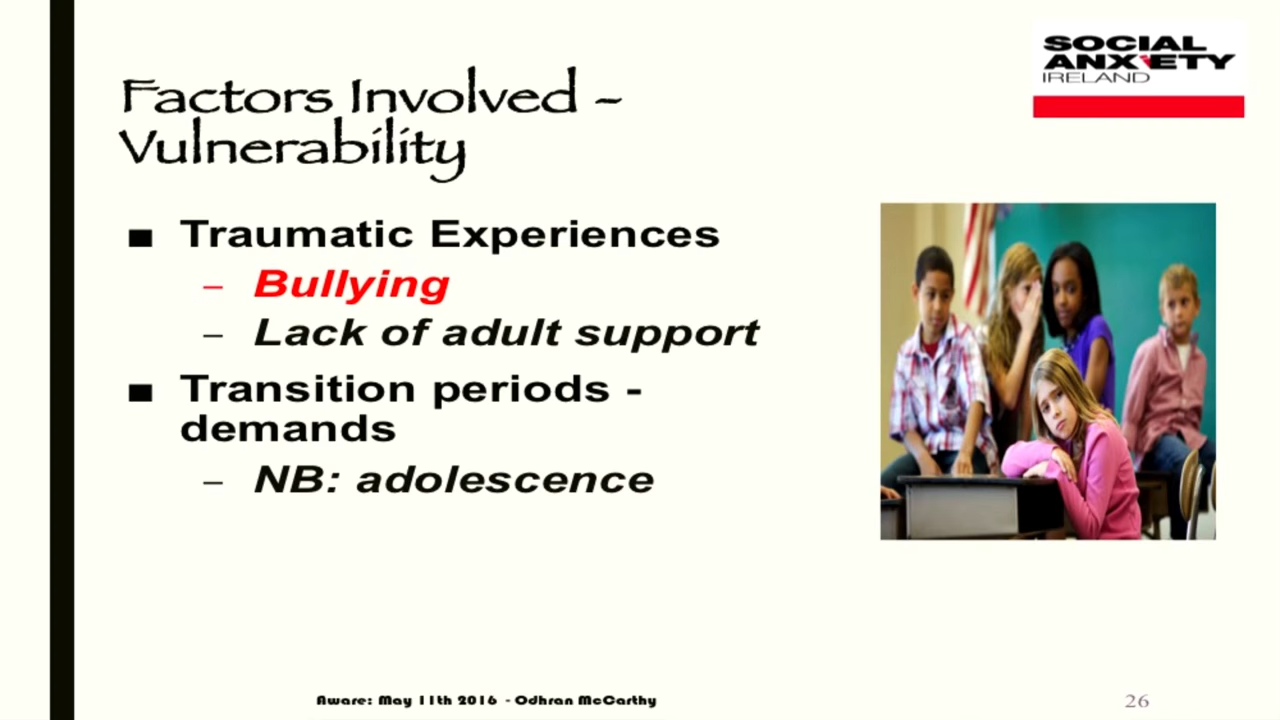 SOCIAL
ANXIETY
IRELAND
Factors Involved –
Vulnerability
■ Traumatic Experiences
– Bullying
– Lack of adult support
■ Transition periods -
demands
– NB: adolescence
Aware: May 11th 2016 - Odhran McCarthy
26